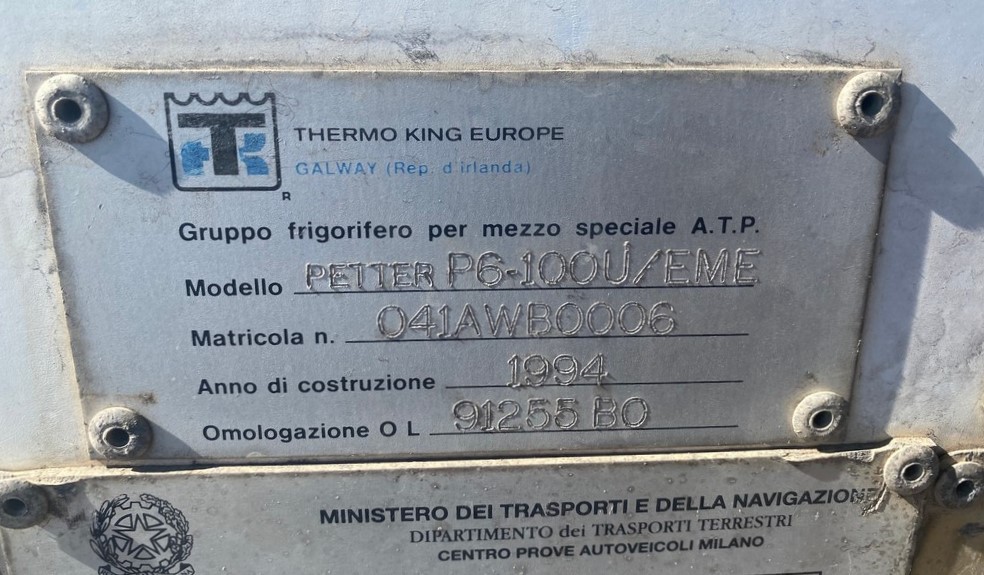 TK
R
THERMO KING EUROPE
GALWAY (Rep. d'irlanda)
Gruppo frigorifero per mezzo speciale A.T.P.
Modello PETTER P6-100U/EME
Matricola n. 041AWB0006
Anno di costruzione 1994
Omologazione O L 91255 BO
MINISTERO DEI TRASPORTI E DELLA NAVIGAZIONE
DIPARTIMENTO dei TRASPORTI TERRESTRI
CENTRO PROVE AUTOVEICOLI MILANO